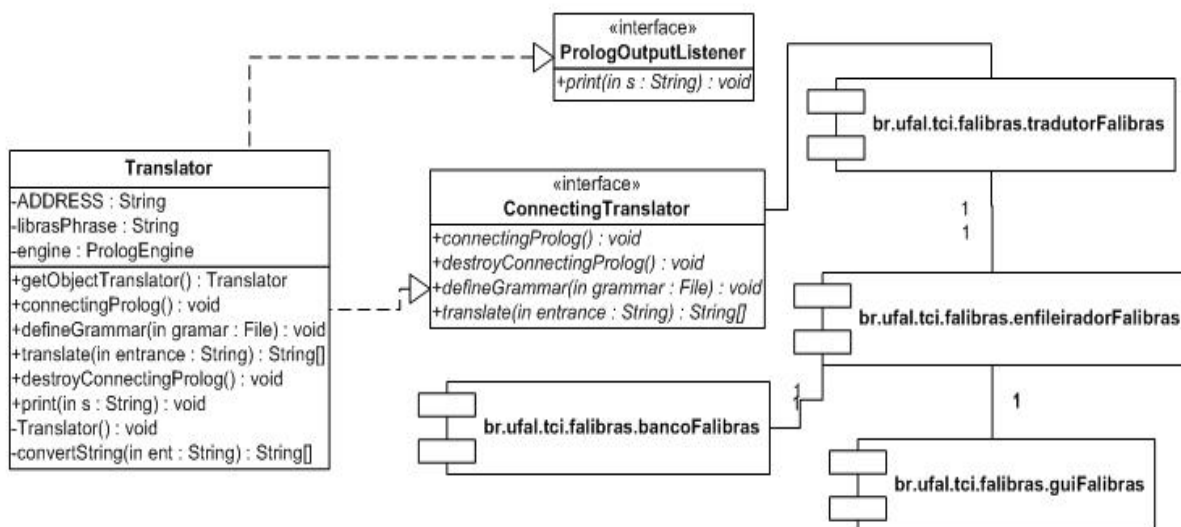 «interface»
PrologOutputListener
+print(in s : String) : void
br.ufal.tci.falibras.tradutorFalibras
Translator
-ADDRESS : String
-librasPhrase : String
-engine : PrologEngine
+getObjectTranslator() : Translator
+connectingProlog() : void
+defineGrammar(in gramar : File) : void
+translate(in entrance : String) : String[]
+destroyConnectingProlog() : void
+print(in s : String) : void
-Translator() : void
-convertString(in ent : String) : String[]
«interface»
ConnectingTranslator
+connectingProlog() : void
+destroyConnectingProlog() : void
+defineGrammar(in grammar : File) : void
+translate(in entrance : String) : String[]
1
1
br.ufal.tci.falibras.enfileiradorFalibras
1
1
1
br.ufal.tci.falibras.bancoFalibras
br.ufal.tci.falibras.guiFalibras